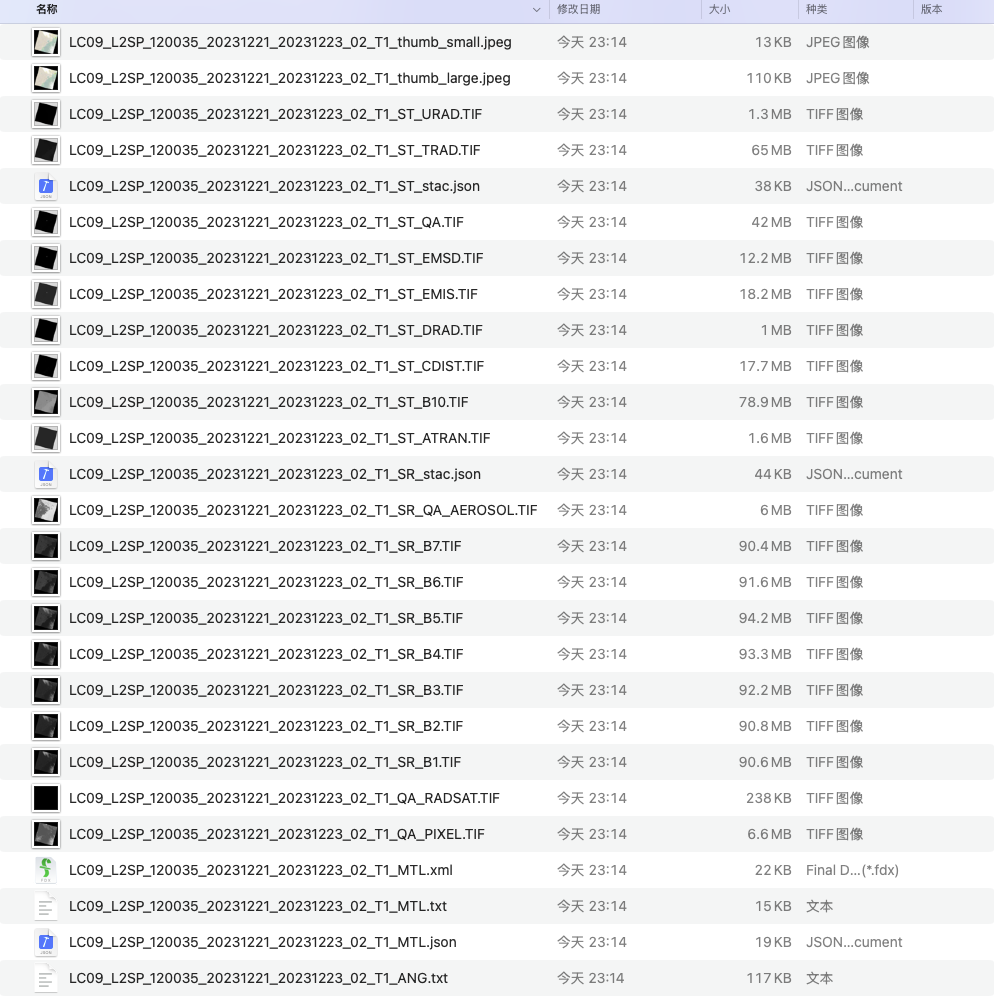 名称 修改日期 大小 种类 版本
LC09_L2SP_120035_20231221_20231223_02_T1_thumb_small.jpeg 今天 23:14 13 KB JPEG图像
LC09_L2SP_120035_20231221_20231223_02_T1_thumb_large.jpeg 今天 23:14 110 KB JPEG图像
LC09_L2SP_120035_20231221_20231223_02_T1_ST_URAD.TIF 今天 23:14 1.3 MB TIFF图像
LC09_L2SP_120035_20231221_20231223_02_T1_ST_TRAD.TIF 今天 23:14 65 MB TIFF图像
LC09_L2SP_120035_20231221_20231223_02_T1_ST_stac.json 今天 23:14 38 KB JSON...cument
LC09_L2SP_120035_20231221_20231223_02_T1_ST_QA.TIF 今天 23:14 42 MB TIFF图像
LC09_L2SP_120035_20231221_20231223_02_T1_ST_EMSD.TIF 今天 23:14 12.2 MB TIFF图像
LC09_L2SP_120035_20231221_20231223_02_T1_ST_EMIS.TIF 今天 23:14 18.2 MB TIFF图像
LC09_L2SP_120035_20231221_20231223_02_T1_ST_DRAD.TIF 今天 23:14 1 MB TIFF图像
LC09_L2SP_120035_20231221_20231223_02_T1_ST_CDIST.TIF 今天 23:14 17.7 MB TIFF图像
LC09_L2SP_120035_20231221_20231223_02_T1_ST_B10.TIF 今天 23:14 78.9 MB TIFF图像
LC09_L2SP_120035_20231221_20231223_02_T1_ST_ATRAN.TIF 今天 23:14 1.6 MB TIFF图像
LC09_L2SP_120035_20231221_20231223_02_T1_SR_stac.json 今天 23:14 44 KB JSON...cument
LC09_L2SP_120035_20231221_20231223_02_T1_SR_QA_AEROSOL.TIF 今天 23:14 6 MB TIFF图像
LC09_L2SP_120035_20231221_20231223_02_T1_SR_B7.TIF 今天 23:14 90.4 MB TIFF图像
LC09_L2SP_120035_20231221_20231223_02_T1_SR_B6.TIF 今天 23:14 91.6 MB TIFF图像
LC09_L2SP_120035_20231221_20231223_02_T1_SR_B5.TIF 今天 23:14 94.2 MB TIFF图像
LC09_L2SP_120035_20231221_20231223_02_T1_SR_B4.TIF 今天 23:14 93.3 MB TIFF图像
LC09_L2SP_120035_20231221_20231223_02_T1_SR_B3.TIF 今天 23:14 92.2 MB TIFF图像
LC09_L2SP_120035_20231221_20231223_02_T1_SR_B2.TIF 今天 23:14 90.8 MB TIFF图像
LC09_L2SP_120035_20231221_20231223_02_T1_SR_B1.TIF 今天 23:14 90.6 MB TIFF图像
LC09_L2SP_120035_20231221_20231223_02_T1_QA_RADSAT.TIF 今天 23:14 238 KB TIFF图像
LC09_L2SP_120035_20231221_20231223_02_T1_QA_PIXEL.TIF 今天 23:14 6.6 MB TIFF图像
LC09_L2SP_120035_20231221_20231223_02_T1_MTL.xml 今天 23:14 22 KB Final D...(*.fdx)
LC09_L2SP_120035_20231221_20231223_02_T1_MTL.txt 今天 23:14 15 KB 文本
LC09_L2SP_120035_20231221_20231223_02_T1_MTL.json 今天 23:14 19 KB JSON...cument
LC09_L2SP_120035_20231221_20231223_02_T1_ANG.txt 今天 23:14 117 KB 文本